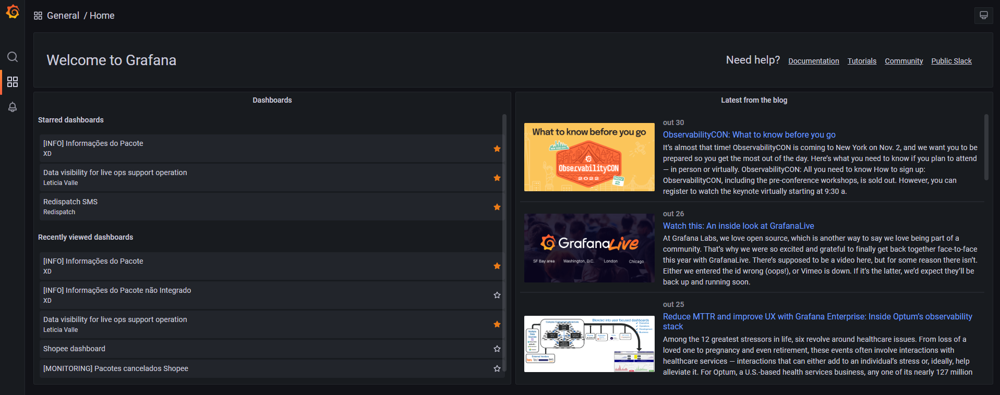 General / Home
Welcome to Grafana
Need help? Documentation Tutorials Community Public Slack
Dashboards
Starred dashboards
[INFO] Informações do Pacote
XD
Data visibility for live ops support operation
Leticia Valle
Redispatch SMS
Redispatch
Recently viewed dashboards
[INFO] Informações do Pacote
XD
[INFO] Informações do Pacote não Integrado
XD
Data visibility for live ops support operation
Leticia Valle
Shopee dashboard
[MONITORING] Pacotes cancelados Shopee
Latest from the blog
What to know before you go
NEW YORK CITY
ObservabilityCON
2022
NOV
2
out 30
ObservabilityCON: What to know before you go
It's almost that time! ObservabilityCON is coming to New York on Nov. 2, and we want you to be
prepared so you get the most out of the day. Here's what you need to know if you plan to attend
— in person or virtually. ObservabilityCON: All you need to know How to sign up:
ObservabilityCON, including the pre-conference workshops, is sold out. However, you can
register to watch the keynote virtually starting at 9:30 a.
GrafanaLive
SF Bay area Washington, D.C. London Chicago
out 26
Watch this: An inside look at GrafanaLive
At Grafana Labs, we love open source, which is another way to say we love being part of a
community. That's why we were so excited and grateful to finally get back together face-to-face
this year with GrafanaLive. There's supposed to be a video here, but for some reason there isn't.
Either we entered the id wrong (oops!), or Vimeo is down. If it's the latter, we'd expect they'll be
back up and running soon.
Blended into user focused dashboards
Executive
Operations
Development
Business
Complex Component Interactions
Multiple
Data
Sources
External Vendors
aws
out 25
Reduce MTTR and improve UX with Grafana Enterprise: Inside Optum's observability
stack
Among the 12 greatest stressors in life, six revolve around healthcare issues. From loss of a
loved one to pregnancy and even retirement, these events often involve interactions with
healthcare services — interactions that can either add to an individual's stress or, ideally, help
alleviate it. For Optum, a U.S.-based health services business, any one of its nearly 127 million